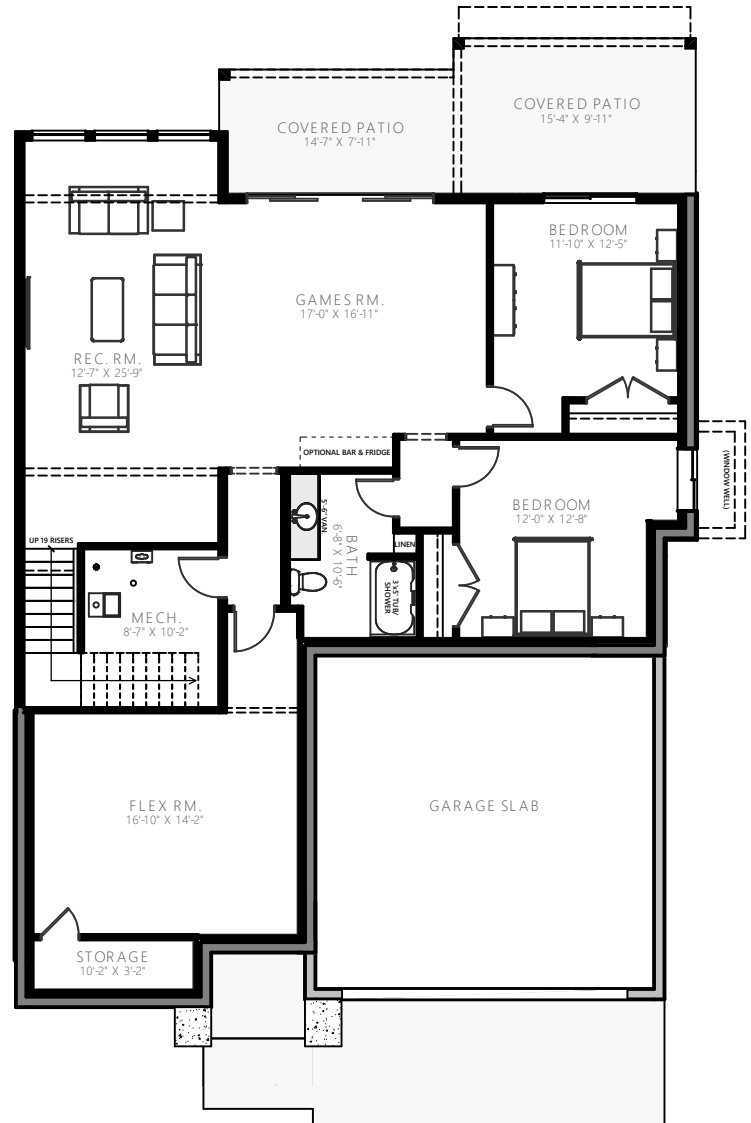 COVERED PATIO
15'-4" X 9'-11"
COVERED PATIO
14'-7" X 7'-11"
BEDROOM
11'-10" X 12'-5"
GAMES RM.
17'-0" X 16'-11"
REC. RM.
12'-7" X 25'-9"
OPTIONAL BAR & FRIDGE
(WINDOW WELL)
BEDROOM
12'-0" X 12'-8"
5'-6" VAN.
BATH
6'-8" X 10'-6"
UP 19 RISERS
LINEN
3'x5' TUB/
SHOWER
MECH.
8'-7" X 10'-2"
FLEX RM.
16'-10" X 14'-2"
GARAGE SLAB
STORAGE
10'-2" X 3'-2"